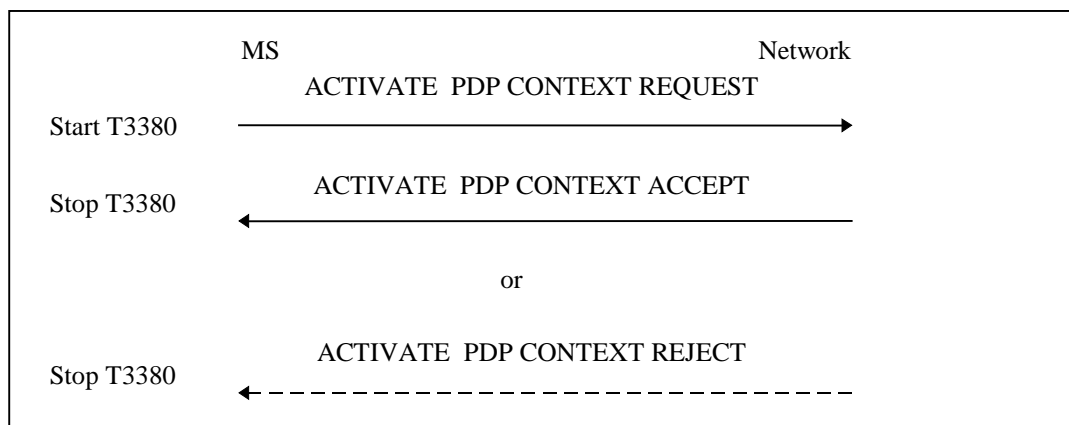 MS Network
ACTIVATE PDP CONTEXT REQUEST
Start T3380
ACTIVATE PDP CONTEXT ACCEPT
Stop T3380
or
ACTIVATE PDP CONTEXT REJECT
Stop T3380